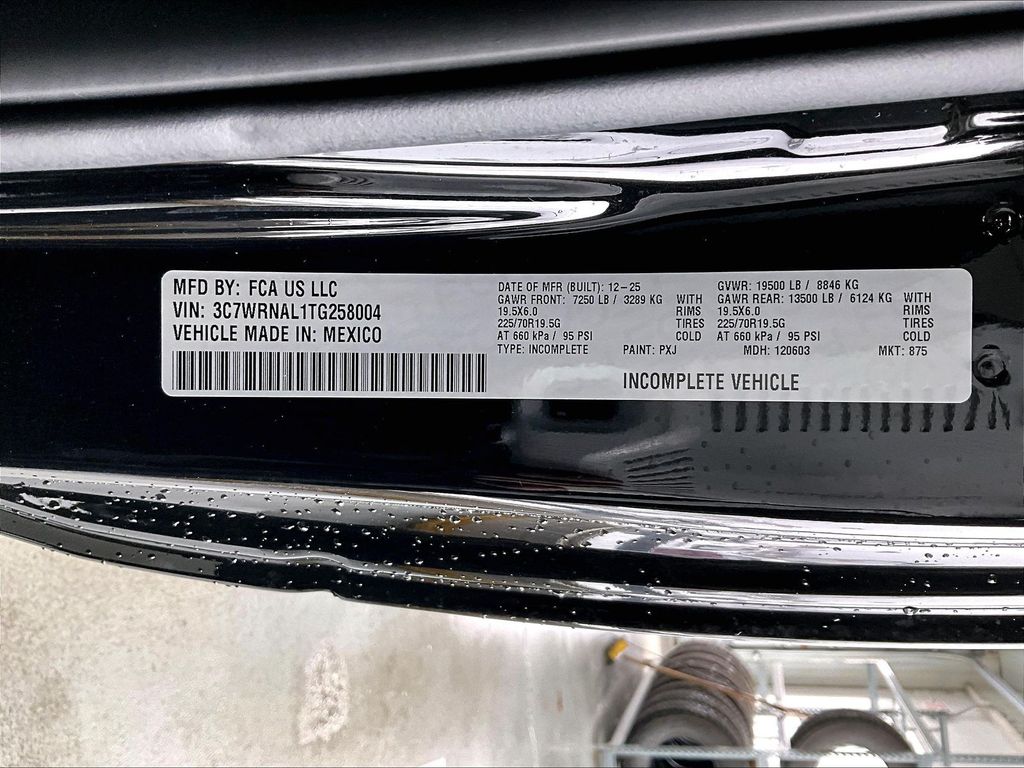 MFD BY: FCA US LLC
VIN: 3C7WRNAL1TG258004
VEHICLE MADE IN: MEXICO
DATE OF MFR (BUILT): 12-25
GAWR FRONT: 7250 LB / 3289 KG WITH
19.5X6.0 RIMS
225/70R19.5G TIRES
AT 660 kPa / 95 PSI COLD
GVWR: 19500 LB / 8846 KG
GAWR REAR: 13500 LB / 6124 KG WITH
19.5X6.0 RIMS
225/70R19.5G TIRES
AT 660 kPa / 95 PSI COLD
TYPE: INCOMPLETE PAINT: PXJ MDH: 120603 MKT: 875
INCOMPLETE VEHICLE